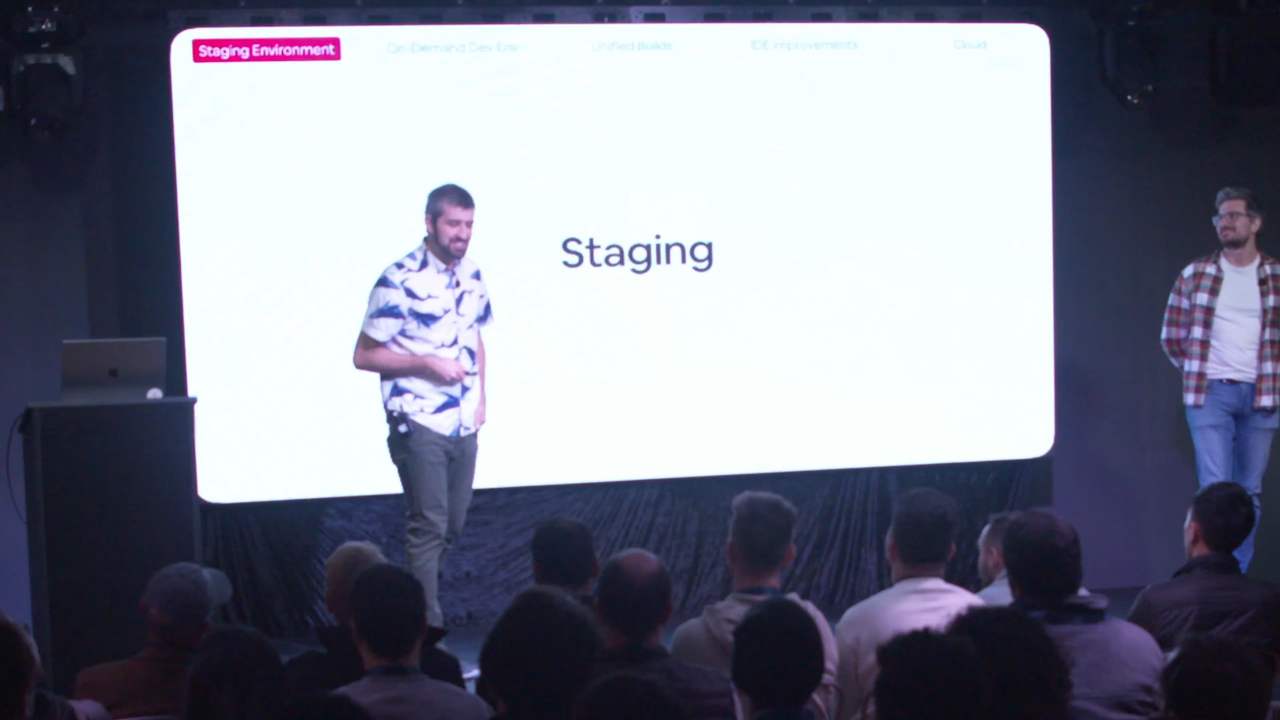 Staging Environment
On-Demand Dev Env
Unified Builds
IDE Improvements
Cloud
Staging